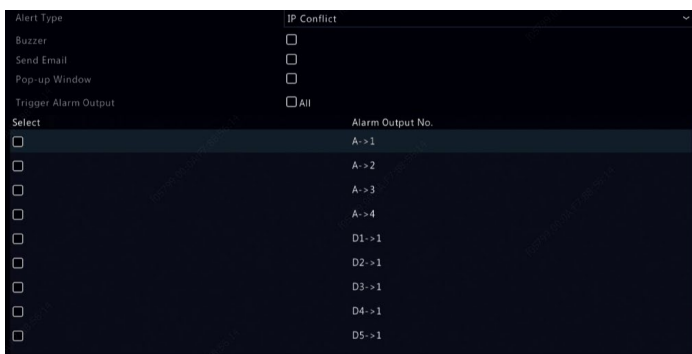 Alert Type IP Conflict
Buzzer
Send Email
Pop-up Window
Trigger Alarm Output All
Select Alarm Output No.
A->1
A->2
A->3
A->4
D1->1
D2->1
D3->1
D4->1
D5->1